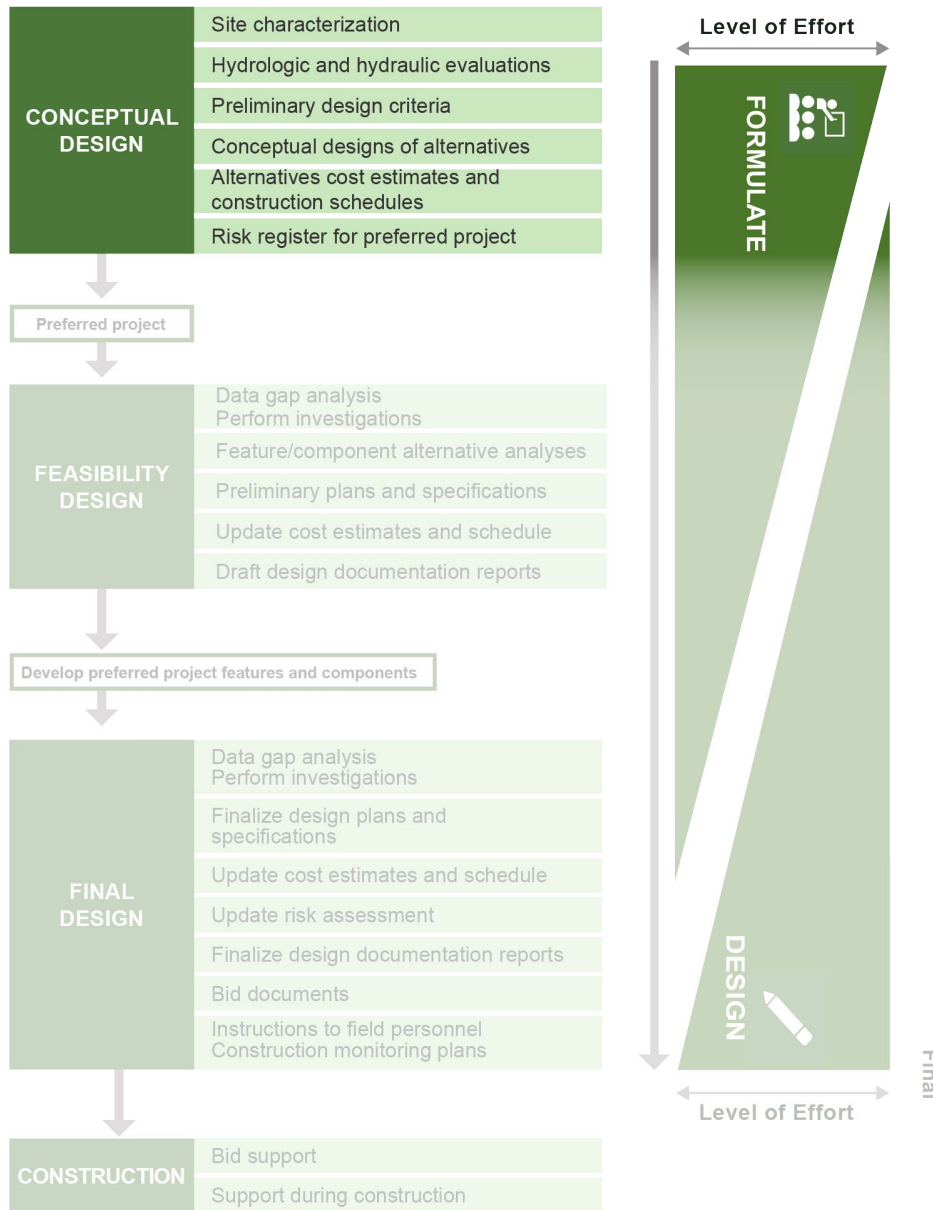 CONCEPTUAL
DESIGN
Site characterization
Hydrologic and hydraulic evaluations
Preliminary design criteria
Conceptual designs of alternatives
Alternatives cost estimates and
construction schedules
Risk register for preferred project
Preferred project
FEASIBILITY
DESIGN
Data gap analysis
Perform investigations
Feature/component alternative analyses
Preliminary plans and specifications
Update cost estimates and schedule
Draft design documentation reports
Develop preferred project features and components
FINAL
DESIGN
Data gap analysis
Perform investigations
Finalize design plans and
specifications
Update cost estimates and schedule
Update risk assessment
Finalize design documentation reports
Bid documents
Instructions to field personnel
Construction monitoring plans
CONSTRUCTION
Bid support
Support during construction
Level of Effort
FORMULATE
DESIGN
Level of Effort
Final